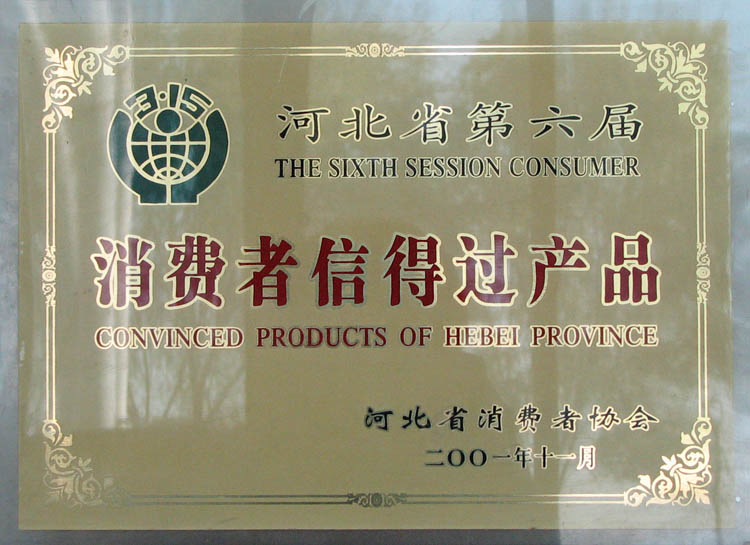 3·15
河北省第六届
THE SIXTH SESSION CONSUMER
消费者信得过产品
CONVINCED PRODUCTS OF HEBEI PROVINCE
河北省消费者协会
二OO一年十一月